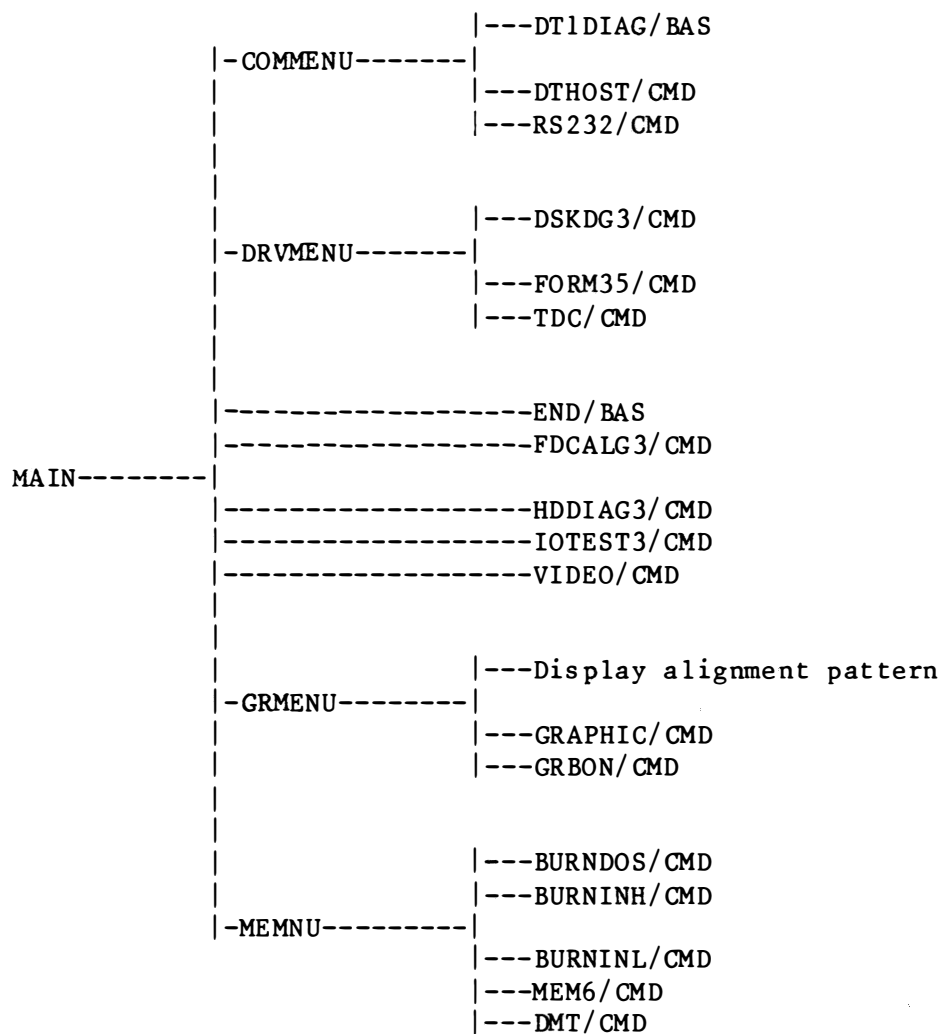 |---DT1DIAG/BAS
|-COMMENU-------|
|---DTHOST/CMD
|---RS232/CMD
|---DSKDG3/CMD
|-DRVMENU-------|
|---FORM35/CMD
|---TDC/CMD
|------------------END/BAS
|------------------FDCALG3/CMD
MAIN--------|
|------------------HDDIAG3/CMD
|------------------IOTEST3/CMD
|------------------VIDEO/CMD
|---Display alignment pattern
|-GRMENU--------|
|---GRAPHIC/CMD
|---GRBON/CMD
|---BURNDOS/CMD
|---BURNINH/CMD
|-MEMNU---------|
|---BURNINL/CMD
|---MEM6/CMD
|---DMT/CMD